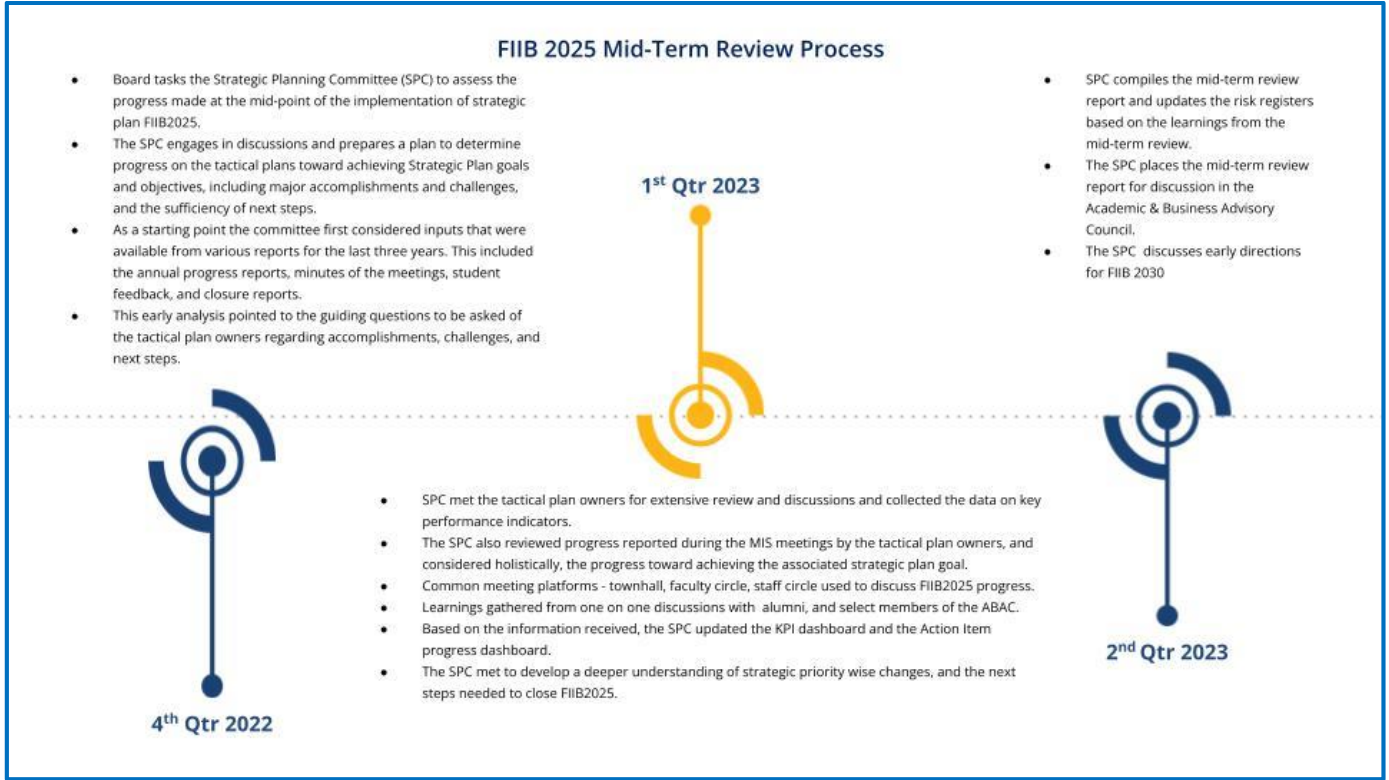 FIIB 2025 Mid-Term Review Process
● Board tasks the Strategic Planning Committee (SPC) to assess the
progress made at the mid-point of the implementation of strategic
plan FIIB2025.
● The SPC engages in discussions and prepares a plan to determine
progress on the tactical plans toward achieving Strategic Plan goals
and objectives, including major accomplishments and challenges,
and the sufficiency of next steps.
● As a starting point the committee first considered inputs that were
available from various reports for the last three years. This included
the annual progress reports, minutes of the meetings, student
feedback, and closure reports.
● This early analysis pointed to the guiding questions to be asked of
the tactical plan owners regarding accomplishments, challenges, and
next steps.
4th Qtr 2022
1st Qtr 2023
● SPC met the tactical plan owners for extensive review and discussions and collected the data on key
performance indicators.
● The SPC also reviewed progress reported during the MIS meetings by the tactical plan owners, and
considered holistically, the progress toward achieving the associated strategic plan goal.
● Common meeting platforms - townhall, faculty circle, staff circle used to discuss FIIB2025 progress.
● Learnings gathered from one on one discussions with alumni, and select members of the ABAC.
● Based on the information received, the SPC updated the KPI dashboard and the Action Item
progress dashboard.
● The SPC met to develop a deeper understanding of strategic priority wise changes, and the next
steps needed to close FIIB2025.
● SPC compiles the mid-term review
report and updates the risk registers
based on the learnings from the
mid-term review.
● The SPC places the mid-term review
report for discussion in the
Academic & Business Advisory
Council.
● The SPC discusses early directions
for FIIB 2030
2nd Qtr 2023